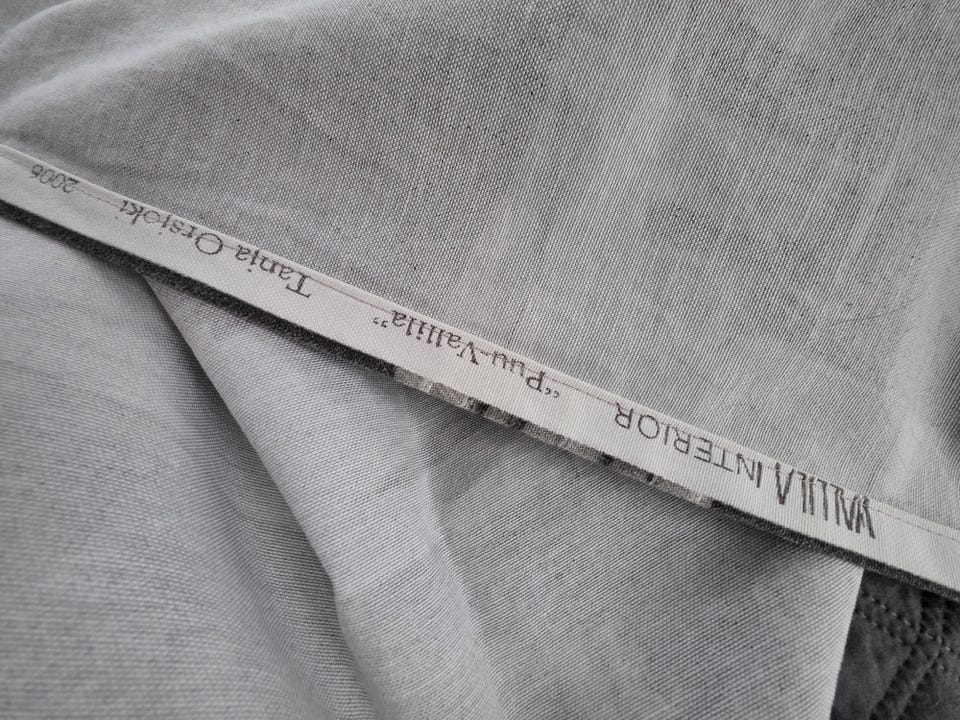 VALLILA INTERIOR "Puu-Vallila" Tanja Orsjoki 2006